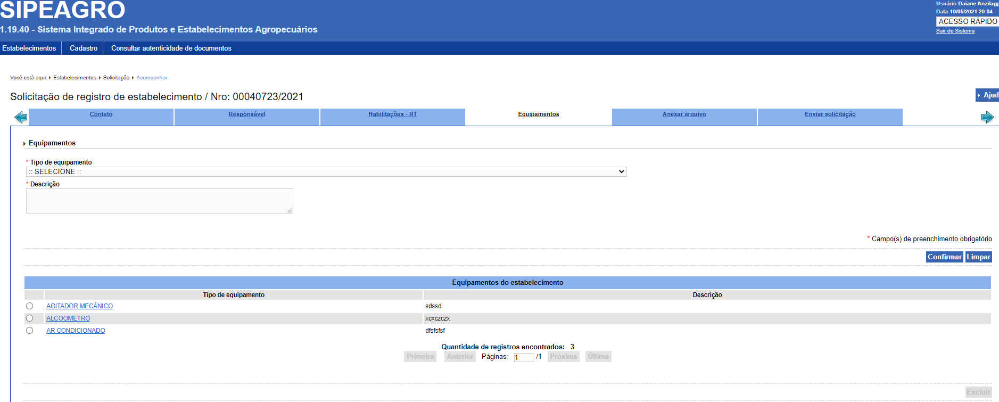 SIPEAGRO
1.19.40 - Sistema Integrado de Produtos e Estabelecimentos Agropecuários
Usuário:Daiane Anzilagg
Data:10/05/2021 20:04
ACESSO RÁPIDO
Sair do Sistema
Estabelecimentos Cadastro Consultar autenticidade de documentos
Você está aqui: Estabelecimentos Solicitação Acompanhar
Solicitação de registro de estabelecimento / Nro: 00040723/2021
Ajud
Contato Responsável Habilitações - RT Equipamentos Anexar arquivo Enviar solicitação
Equipamentos
* Tipo de equipamento
:: SELECIONE ::
* Descrição
* Campo(s) de preenchimento obrigatório
Confirmar Limpar
Equipamentos do estabelecimento
Tipo de equipamento Descrição
AGITADOR MECÂNICO sdssd
ALCOOMETRO xcxczczx
AR CONDICIONADO dfsfsfsf
Quantidade de registros encontrados: 3
Primeira Anterior Páginas: 1 /1 Próxima Última
Excluir